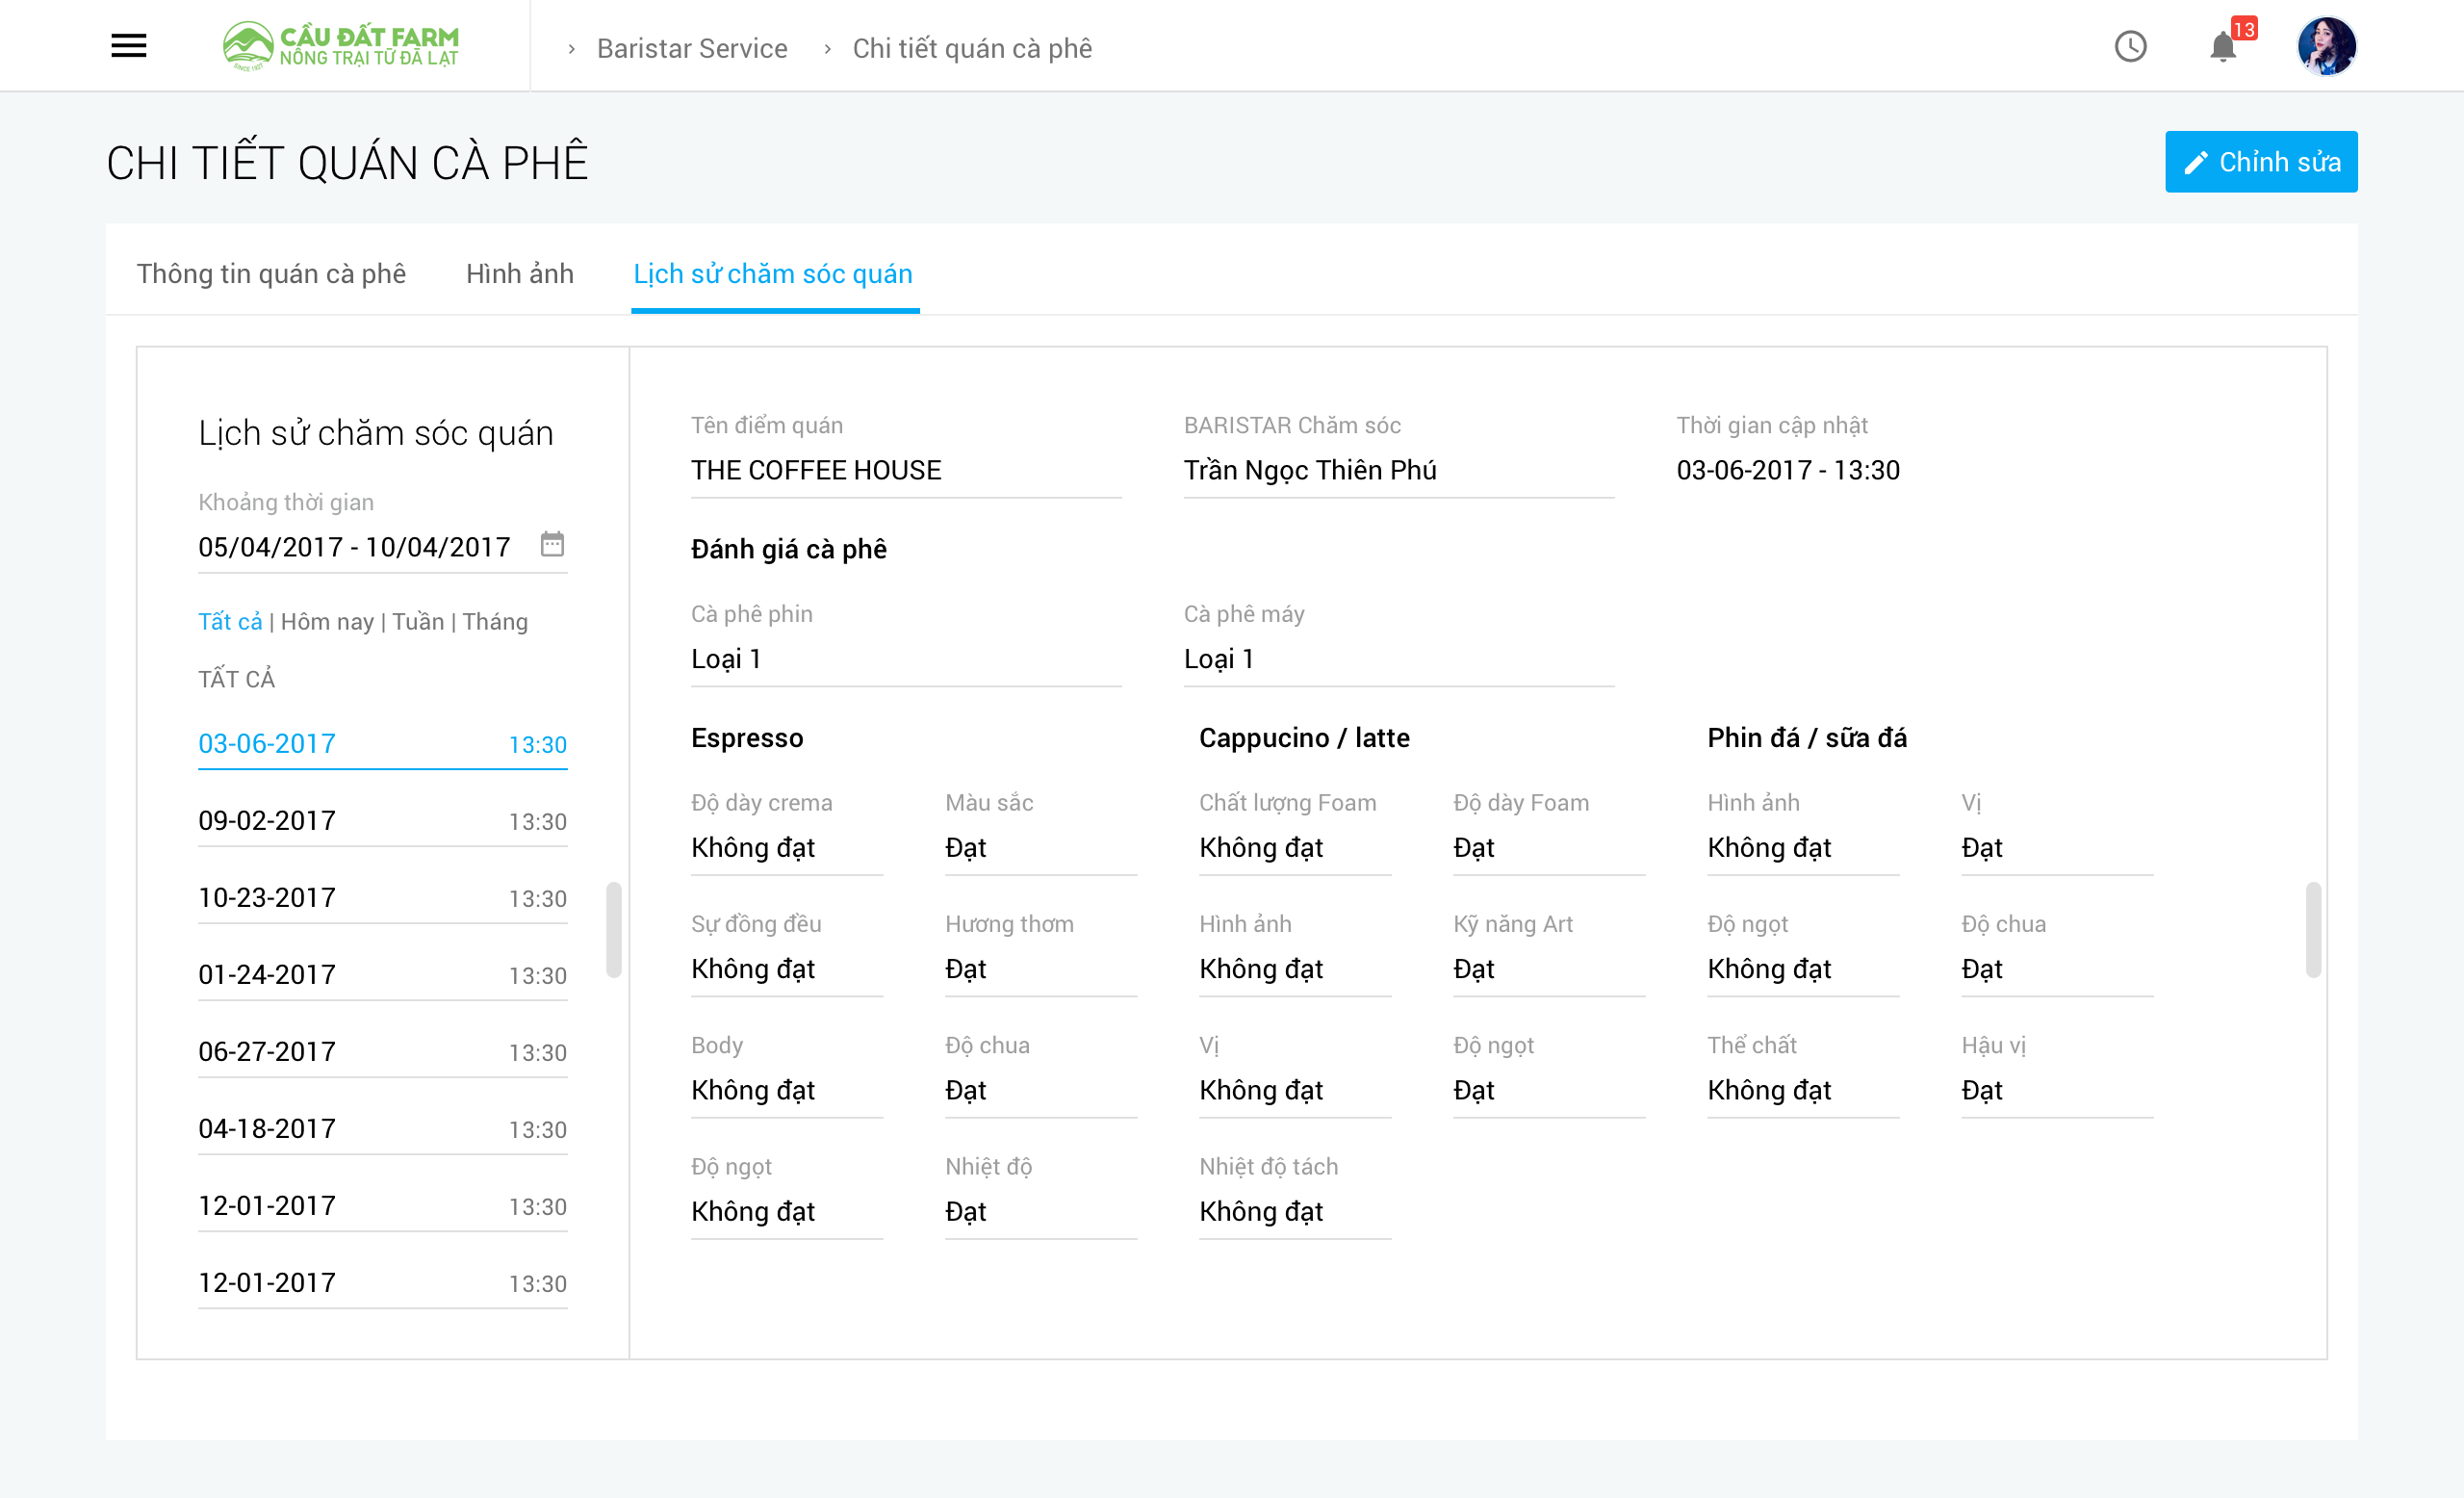 CẦU ĐẤT FARM
NÔNG TRẠI TỪ ĐÀ LẠT
SINCE 1927
› Baristar Service › Chi tiết quán cà phê
13
CHI TIẾT QUÁN CÀ PHÊ
Chỉnh sửa
Thông tin quán cà phê Hình ảnh Lịch sử chăm sóc quán
Lịch sử chăm sóc quán
Khoảng thời gian
05/04/2017 - 10/04/2017
Tất cả | Hôm nay | Tuần | Tháng
TẤT CẢ
03-06-2017 13:30
09-02-2017 13:30
10-23-2017 13:30
01-24-2017 13:30
06-27-2017 13:30
04-18-2017 13:30
12-01-2017 13:30
12-01-2017 13:30
Tên điểm quán BARISTAR Chăm sóc Thời gian cập nhật
THE COFFEE HOUSE Trần Ngọc Thiên Phú 03-06-2017 - 13:30
Đánh giá cà phê
Cà phê phin Cà phê máy
Loại 1 Loại 1
Espresso Cappucino / latte Phin đá / sữa đá
Độ dày crema Màu sắc Chất lượng Foam Độ dày Foam Hình ảnh Vị
Không đạt Đạt Không đạt Đạt Không đạt Đạt
Sự đồng đều Hương thơm Hình ảnh Kỹ năng Art Độ ngọt Độ chua
Không đạt Đạt Không đạt Đạt Không đạt Đạt
Body Độ chua Vị Độ ngọt Thể chất Hậu vị
Không đạt Đạt Không đạt Đạt Không đạt Đạt
Độ ngọt Nhiệt độ Nhiệt độ tách
Không đạt Đạt Không đạt